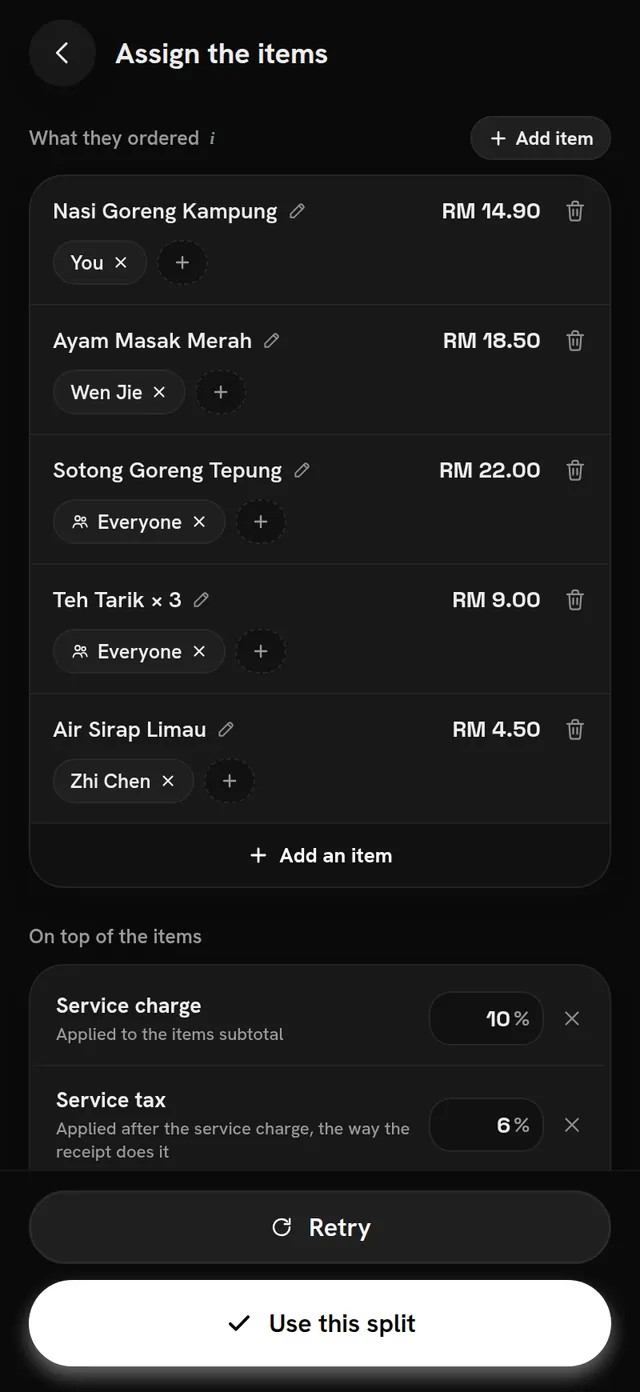 Assign the items
What they ordered i
+ Add item
Nasi Goreng Kampung RM 14.90
You × +
Ayam Masak Merah RM 18.50
Wen Jie × +
Sotong Goreng Tepung RM 22.00
Everyone × +
Teh Tarik × 3 RM 9.00
Everyone × +
Air Sirap Limau RM 4.50
Zhi Chen × +
+ Add an item
On top of the items
Service charge 10 % ×
Applied to the items subtotal
Service tax 6 % ×
Applied after the service charge, the way the
receipt does it
Retry
Use this split